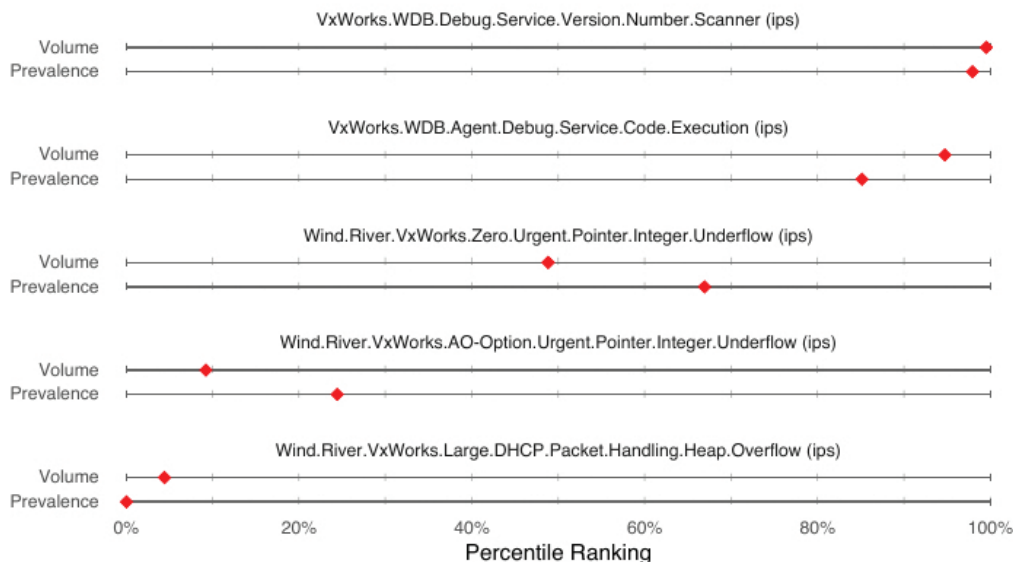 VxWorks.WDB.Debug.Service.Version.Number.Scanner (ips)
Volume
Prevalence
VxWorks.WDB.Agent.Debug.Service.Code.Execution (ips)
Volume
Prevalence
Wind.River.VxWorks.Zero.Urgent.Pointer.Integer.Underflow (ips)
Volume
Prevalence
Wind.River.VxWorks.AO-Option.Urgent.Pointer.Integer.Underflow (ips)
Volume
Prevalence
Wind.River.VxWorks.Large.DHCP.Packet.Handling.Heap.Overflow (ips)
Volume
Prevalence
0% 20% 40% 60% 80% 100%
Percentile Ranking